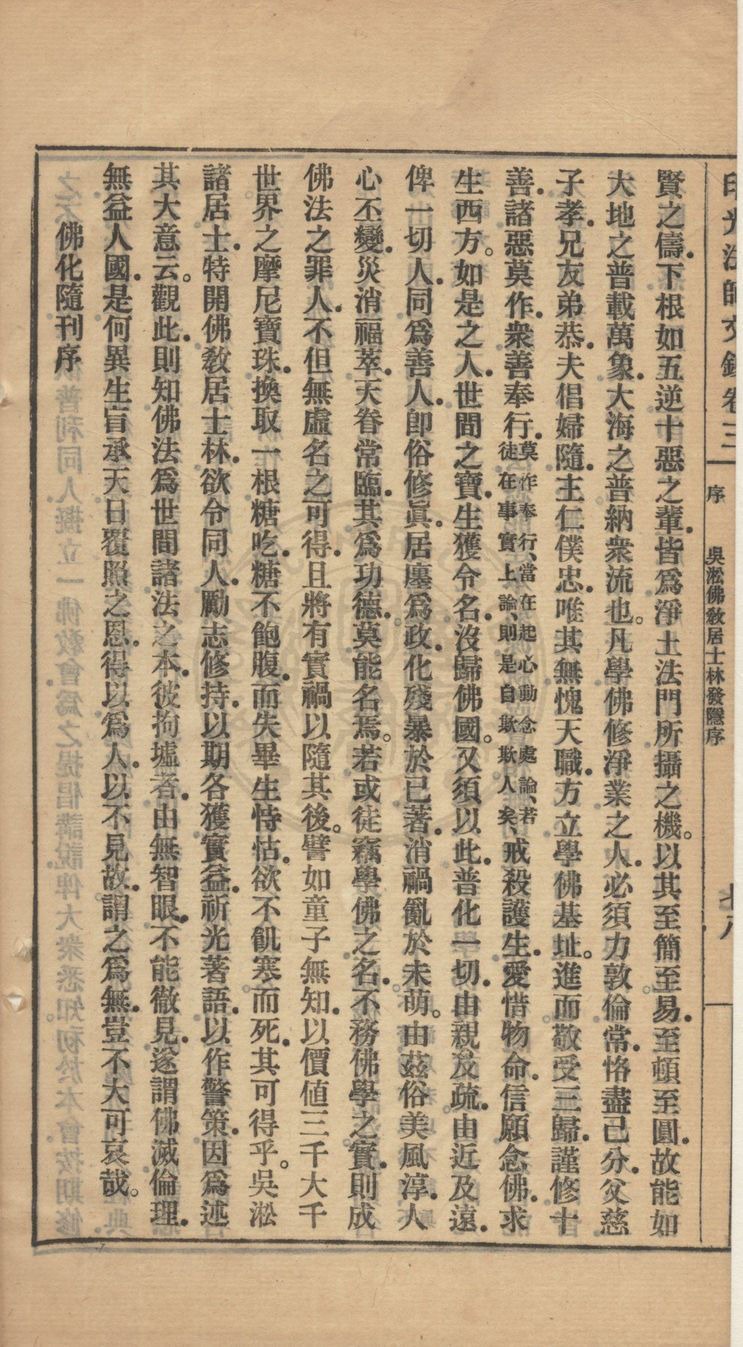 印光法師文鈔卷三 序 吳淞佛敎居士林發隱序
賢之儔。下根如五逆十惡之輩。皆爲淨土法門所攝之機。以其至簡至易。至頓至圓。故能如
大地之普載萬象。大海之普納衆流也。凡學佛修淨業之人。必須力敦倫常。恪盡己分。父慈
子孝。兄友弟恭。夫倡婦隨。主仁僕忠。唯其無愧天職。方立學佛基址。進而敬受三歸。謹修十
善。諸惡莫作。衆善奉行。莫作奉行、當在起心動念處論、若徒在事實上論、則是自欺欺人矣、戒殺護生。愛惜物命。信願念佛。求
生西方。如是之人。世間之寶。生獲令名。沒歸佛國。又須以此。普化一切。由親及疏。由近及遠。
俾一切人。同爲善人。卽俗修眞。居廛爲政。化殘暴於已著。消禍亂於未萌。由茲俗美風淳。人
心丕變。災消福萃。天眷常臨。其爲功德。莫能名焉。若或徒竊學佛之名。不務佛學之實。則成
佛法之罪人。不但無虛名之可得。且將有實禍以隨其後。譬如童子無知。以價値三千大千
世界之摩尼寶珠。換取一根糖吃。糖不飽腹。而失畢生恃怙。欲不飢寒而死。其可得乎。吳淞
諸居士。特開佛敎居士林。欲令同人。勵志修持。以期各獲實益。祈光著語。以作警策。因爲述
其大意云。觀此。則知佛法爲世間諸法之本。彼拘墟者。由無智眼。不能徹見。遂謂佛滅倫理。
無益人國。是何異生盲承天日覆照之恩。得以爲人。以不見故。謂之爲無。豈不大可哀哉。
佛化隨刊序